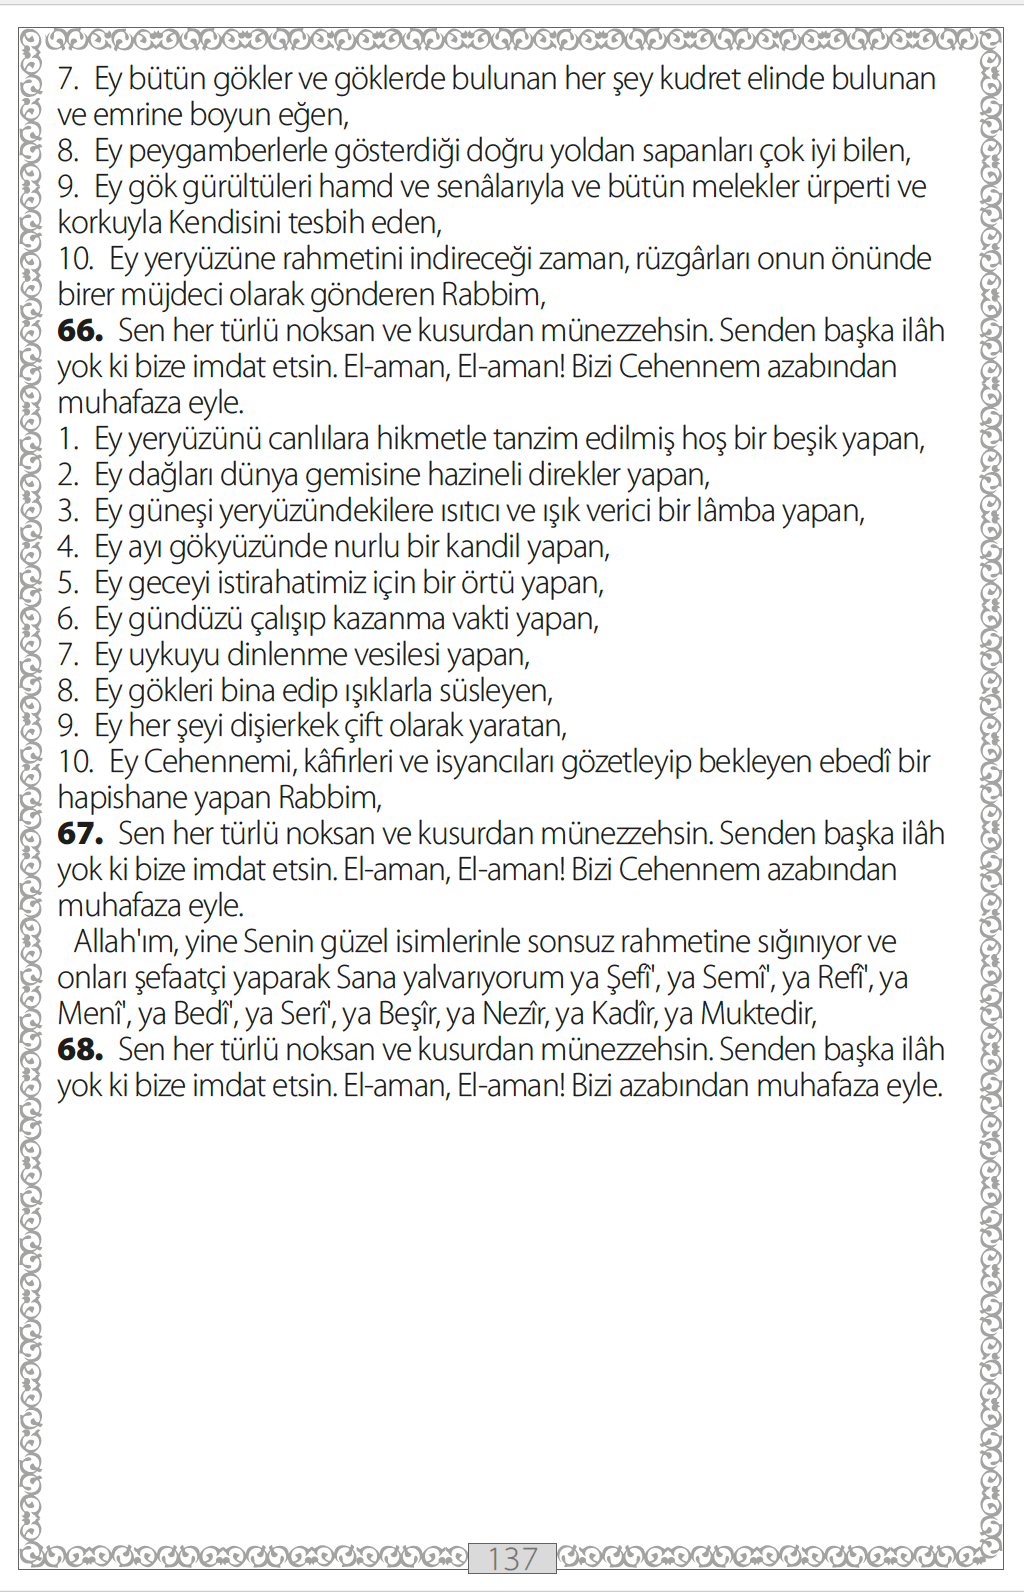 7. Ey bütün gökler ve göklerde bulunan her şey kudret elinde bulunan
ve emrine boyun eğen,
8. Ey peygamberlerle gösterdiği doğru yoldan sapanları çok iyi bilen,
9. Ey gök gürültüleri hamd ve senâlarıyla ve bütün melekler ürperti ve
korkuyla Kendisini tesbih eden,
10. Ey yeryüzüne rahmetini indireceği zaman, rüzgârları onun önünde
birer müjdeci olarak gönderen Rabbim,
66. Sen her türlü noksan ve kusurdan münezzehsin. Senden başka ilâh
yok ki bize imdat etsin. El-aman, El-aman! Bizi Cehennem azabından
muhafaza eyle.
1. Ey yeryüzünü canlılara hikmetle tanzim edilmiş hoş bir beşik yapan,
2. Ey dağları dünya gemisine hazineli direkler yapan,
3. Ey güneşi yeryüzündekilere ısıtıcı ve ışık verici bir lâmba yapan,
4. Ey ayı gökyüzünde nurlu bir kandil yapan,
5. Ey geceyi istirahatimiz için bir örtü yapan,
6. Ey gündüzü çalışıp kazanma vakti yapan,
7. Ey uykuyu dinlenme vesilesi yapan,
8. Ey gökleri bina edip ışıklarla süsleyen,
9. Ey her şeyi dişierkek çift olarak yaratan,
10. Ey Cehennemi, kâfirleri ve isyancıları gözetleyip bekleyen ebedî bir
hapishane yapan Rabbim,
67. Sen her türlü noksan ve kusurdan münezzehsin. Senden başka ilâh
yok ki bize imdat etsin. El-aman, El-aman! Bizi Cehennem azabından
muhafaza eyle.
Allah'ım, yine Senin güzel isimlerinle sonsuz rahmetine sığınıyor ve
onları şefaatçi yaparak Sana yalvarıyorum ya Şefî', ya Semî', ya Refî', ya
Menî', ya Bedî', ya Serî', ya Beşîr, ya Nezîr, ya Kadîr, ya Muktedir,
68. Sen her türlü noksan ve kusurdan münezzehsin. Senden başka ilâh
yok ki bize imdat etsin. El-aman, El-aman! Bizi azabından muhafaza eyle.
137